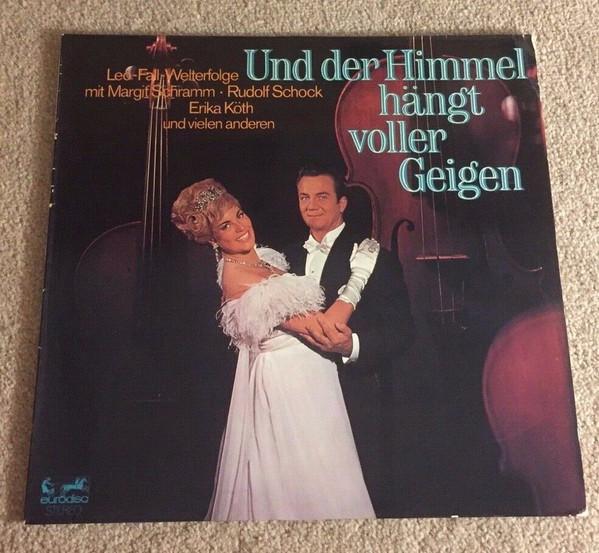 Leo-Fall-Welterfolge
mit Margit Schramm · Rudolf Schock
Erika Köth
und vielen anderen
Und der Himmel
hängt
voller
Geigen
eurodisc
STEREO